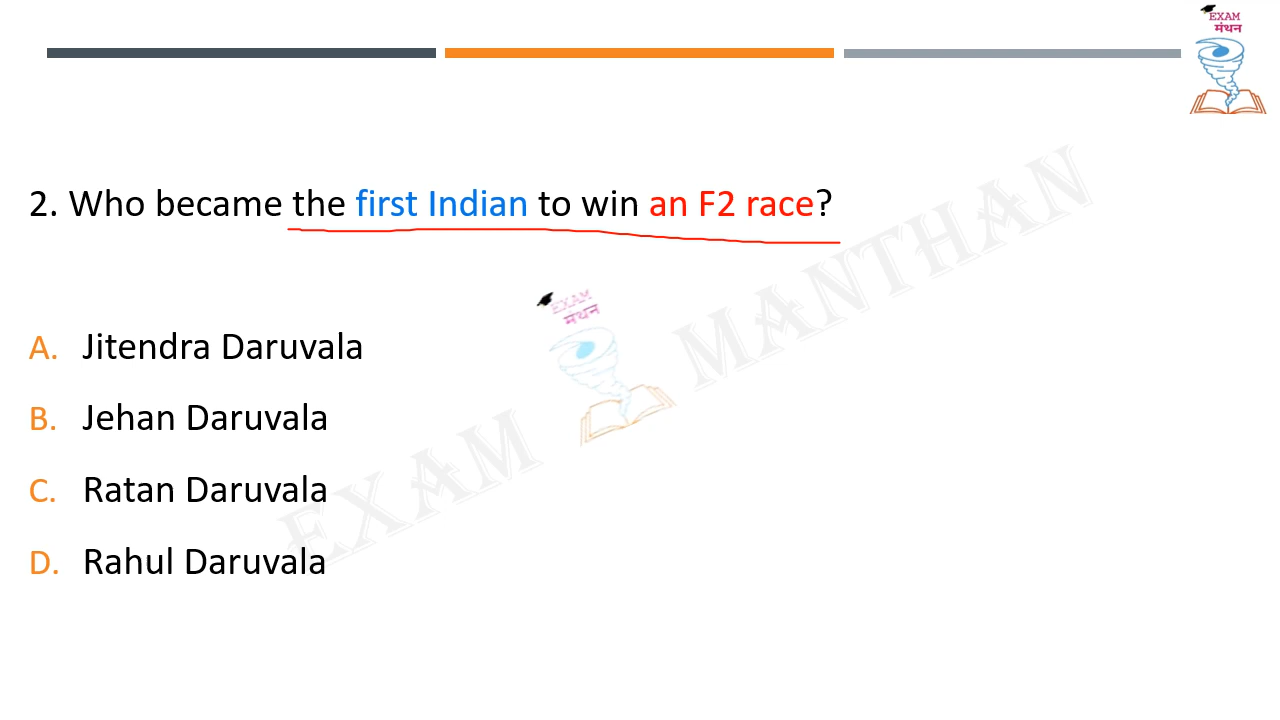 EXAM
मंथन
2. Who became the first Indian to win an F2 race?
EXAM
मंथन
EXAM MANTHAN
A. Jitendra Daruvala
B. Jehan Daruvala
C. Ratan Daruvala
D. Rahul Daruvala